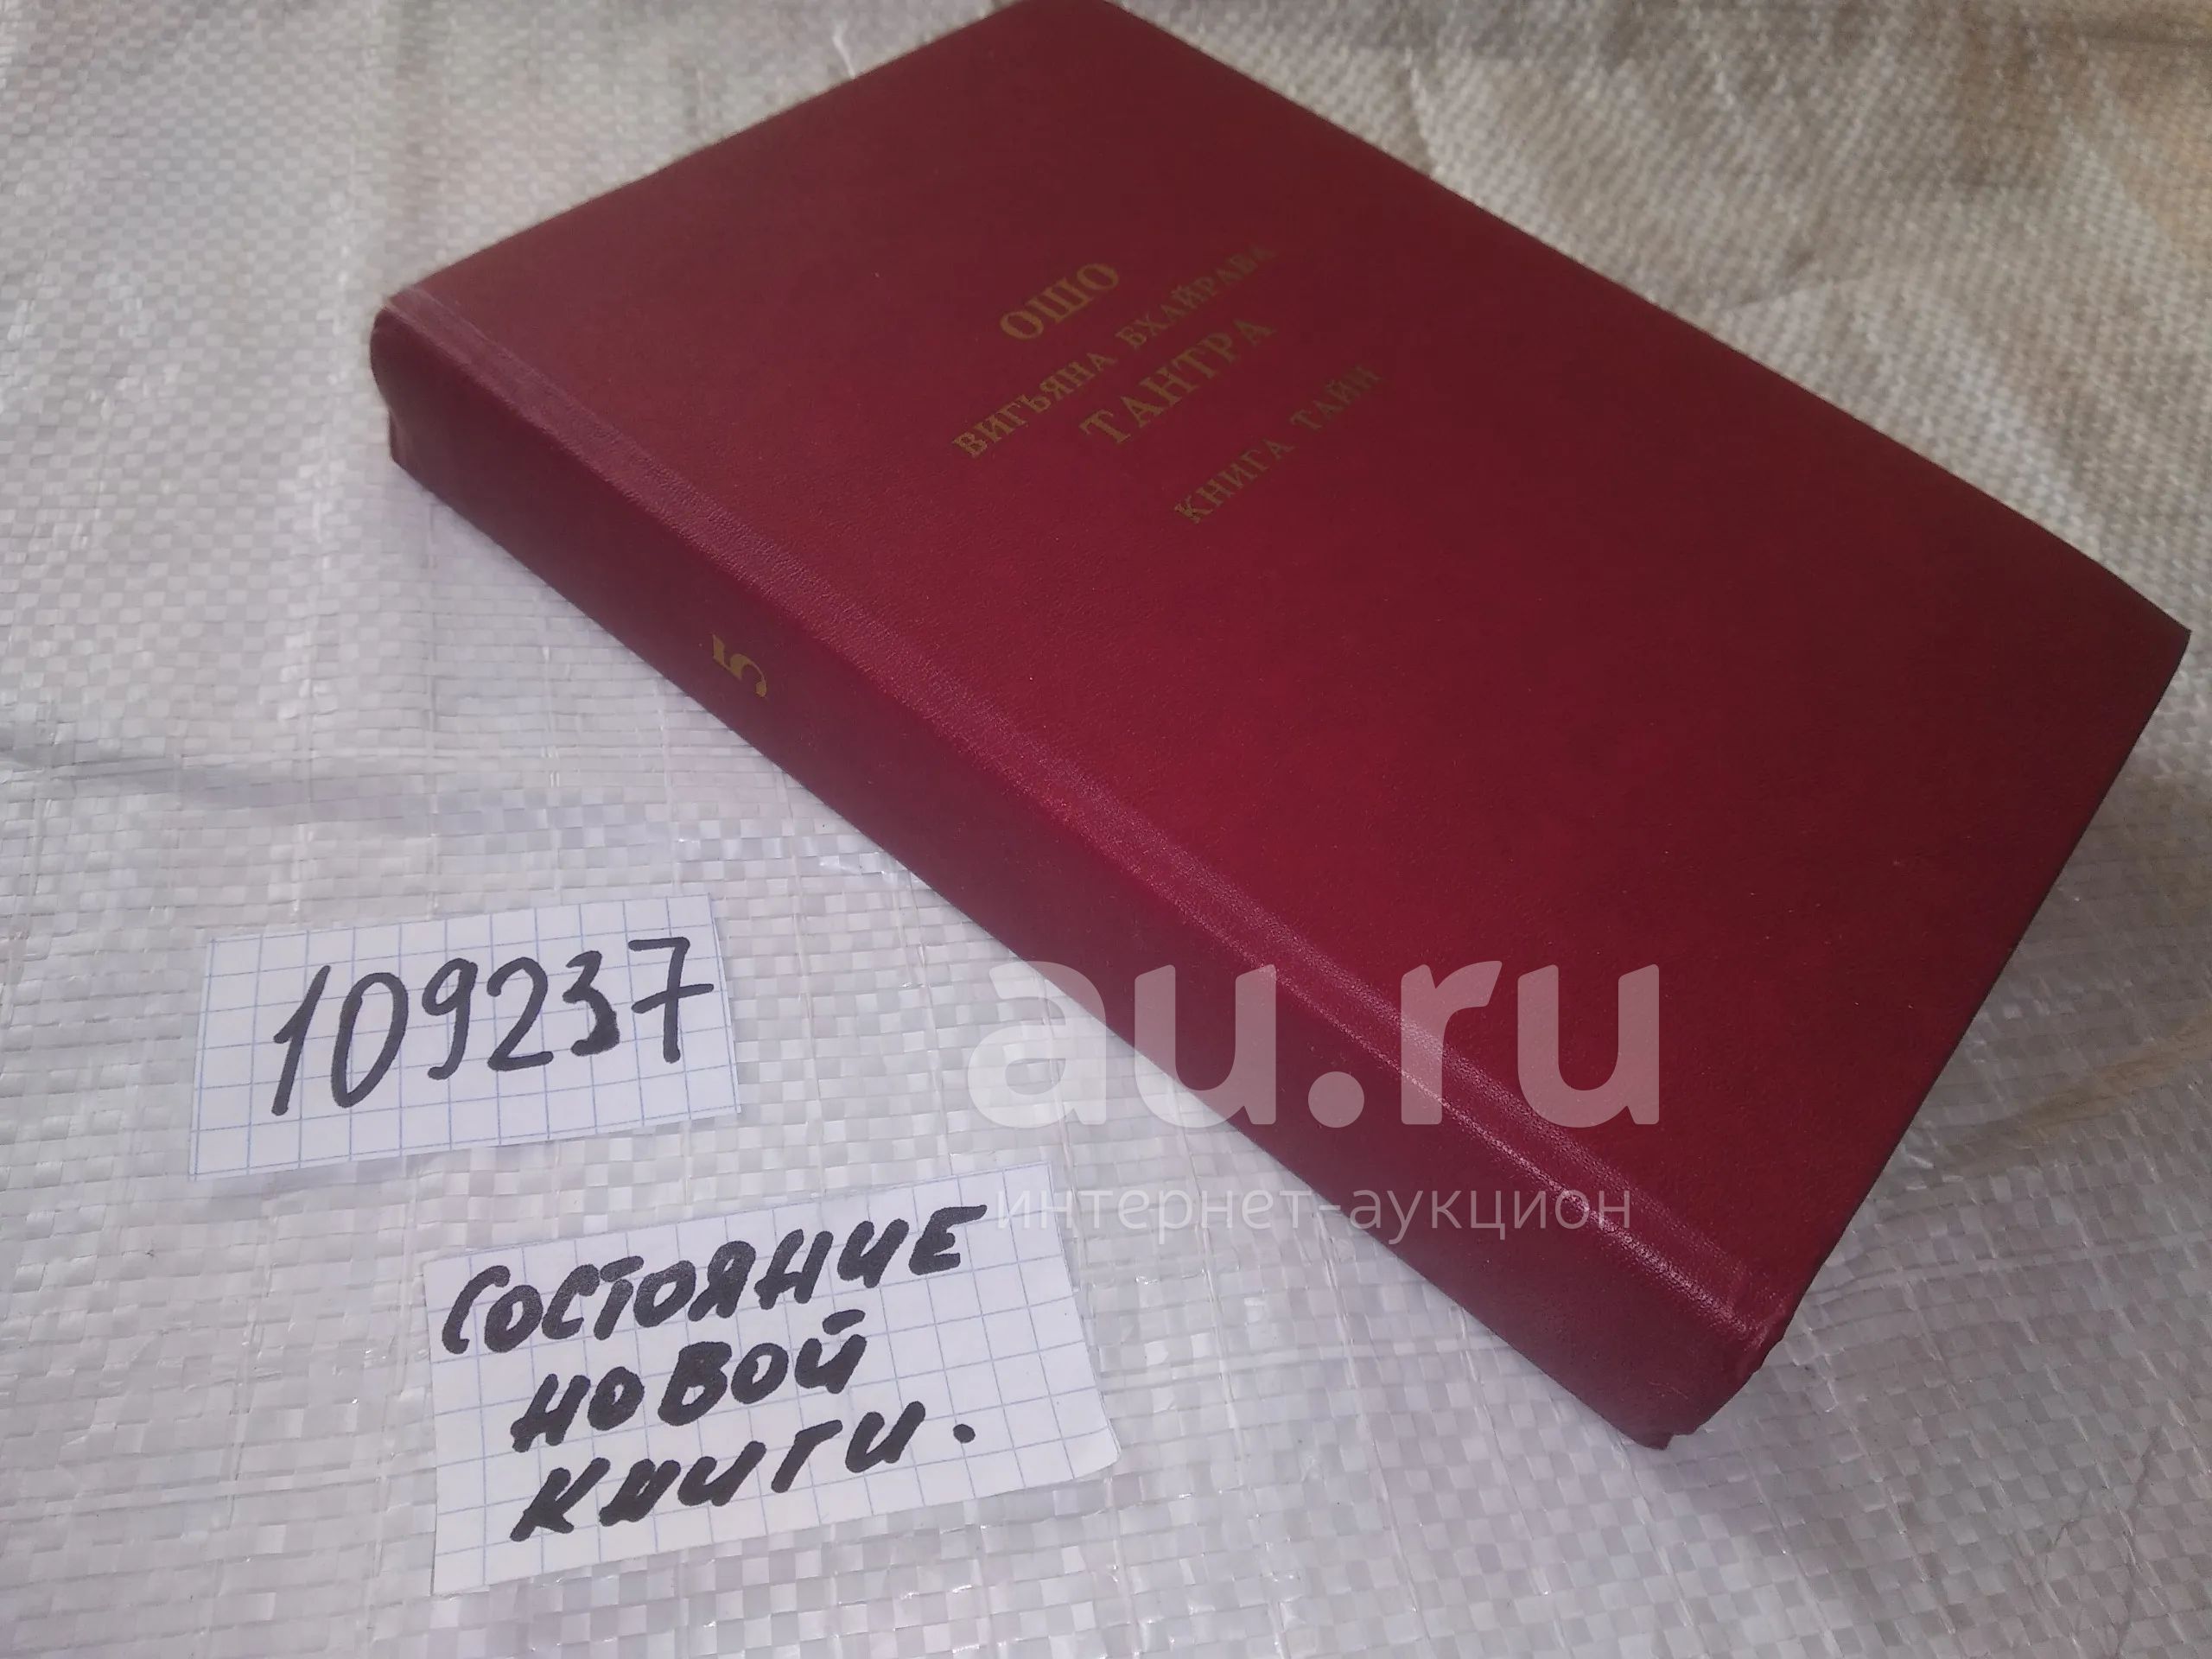 ОШО
ВИГЬЯНА БХАЙРАВА
ТАНТРА
КНИГА ТАЙН
5
109237
au.ru
интернет-аукцион
СОСТОЯНИЕ
НОВОЙ
КНИГИ.